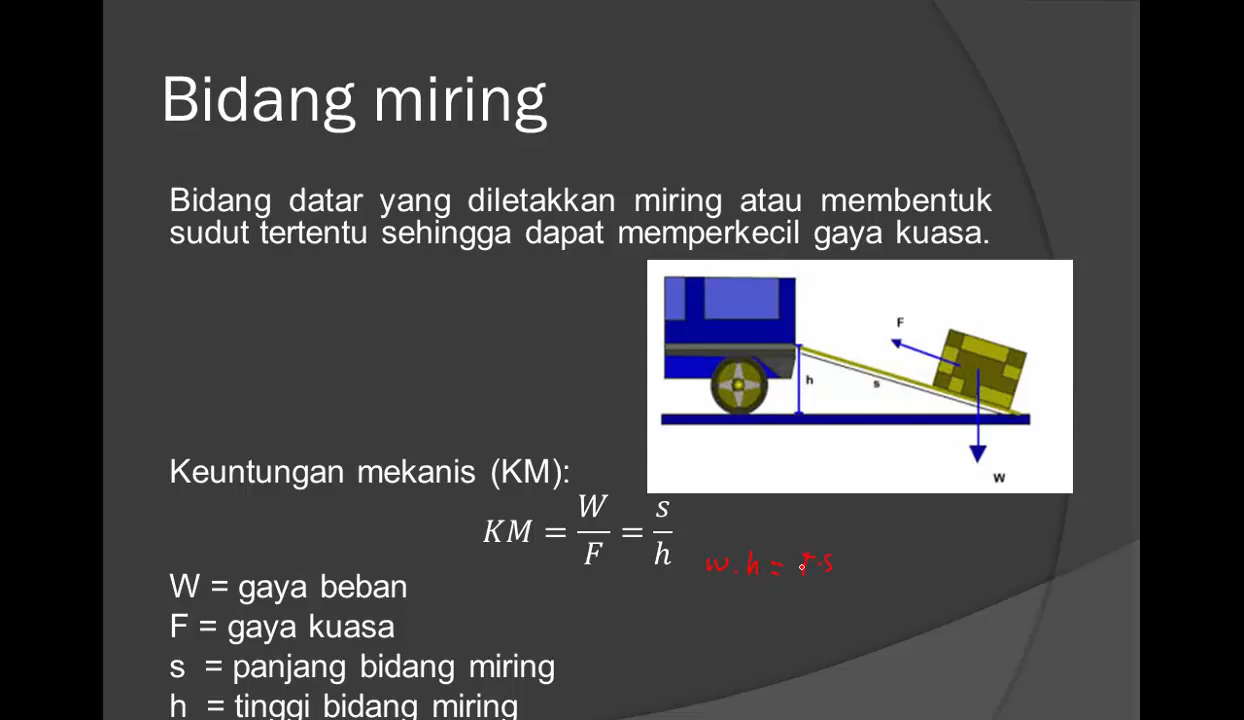 Bidang miring
Bidang datar yang diletakkan miring atau membentuk
sudut tertentu sehingga dapat memperkecil gaya kuasa.
F
h
s
W
Keuntungan mekanis (KM):
KM = W/F = s/h
w.h = F.s
W = gaya beban
F = gaya kuasa
s = panjang bidang miring
h = tinggi bidang miring